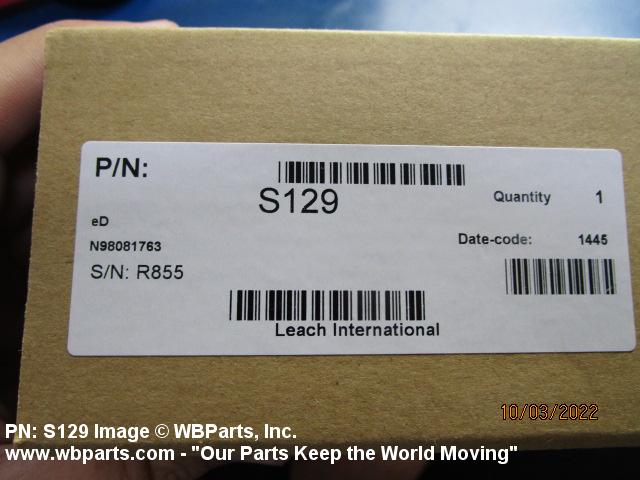 P/N:
S129
Quantity 1
eD
N98081763
Date-code: 1445
S/N: R855
Leach International
10/03/2022
PN: S129 Image © WBParts, Inc.
www.wbparts.com - "Our Parts Keep the World Moving"